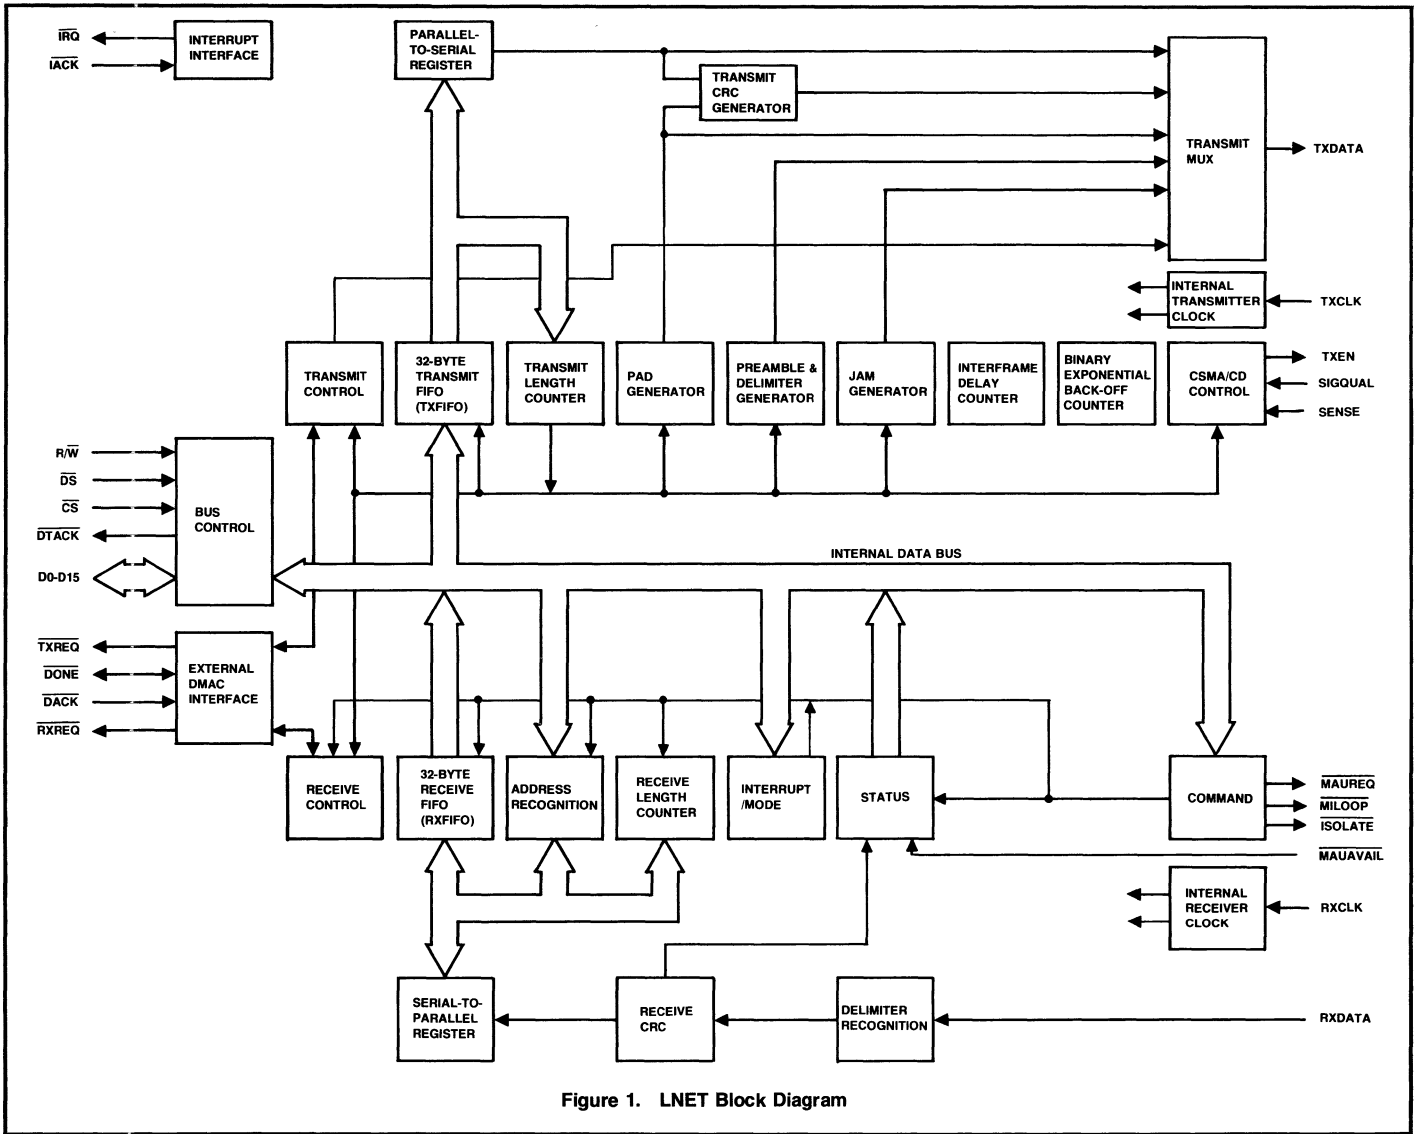 IRQ
IACK
INTERRUPT
INTERFACE
PARALLEL-
TO-SERIAL
REGISTER
TRANSMIT
CRC
GENERATOR
TRANSMIT
MUX
TXDATA
INTERNAL
TRANSMITTER
CLOCK
TXCLK
TRANSMIT
CONTROL
32-BYTE
TRANSMIT
FIFO
(TXFIFO)
TRANSMIT
LENGTH
COUNTER
PAD
GENERATOR
PREAMBLE &
DELIMITER
GENERATOR
JAM
GENERATOR
INTERFRAME
DELAY
COUNTER
BINARY
EXPONENTIAL
BACK-OFF
COUNTER
CSMA/CD
CONTROL
TXEN
SIGQUAL
SENSE
R/W
DS
CS
DTACK
D0-D15
BUS
CONTROL
INTERNAL DATA BUS
TXREQ
DONE
DACK
RXREQ
EXTERNAL
DMAC
INTERFACE
RECEIVE
CONTROL
32-BYTE
RECEIVE
FIFO
(RXFIFO)
ADDRESS
RECOGNITION
RECEIVE
LENGTH
COUNTER
INTERRUPT
/MODE
STATUS
COMMAND
MAUREQ
MILOOP
ISOLATE
MAUAVAIL
INTERNAL
RECEIVER
CLOCK
RXCLK
SERIAL-TO-
PARALLEL
REGISTER
RECEIVE
CRC
DELIMITER
RECOGNITION
RXDATA
Figure 1. LNET Block Diagram